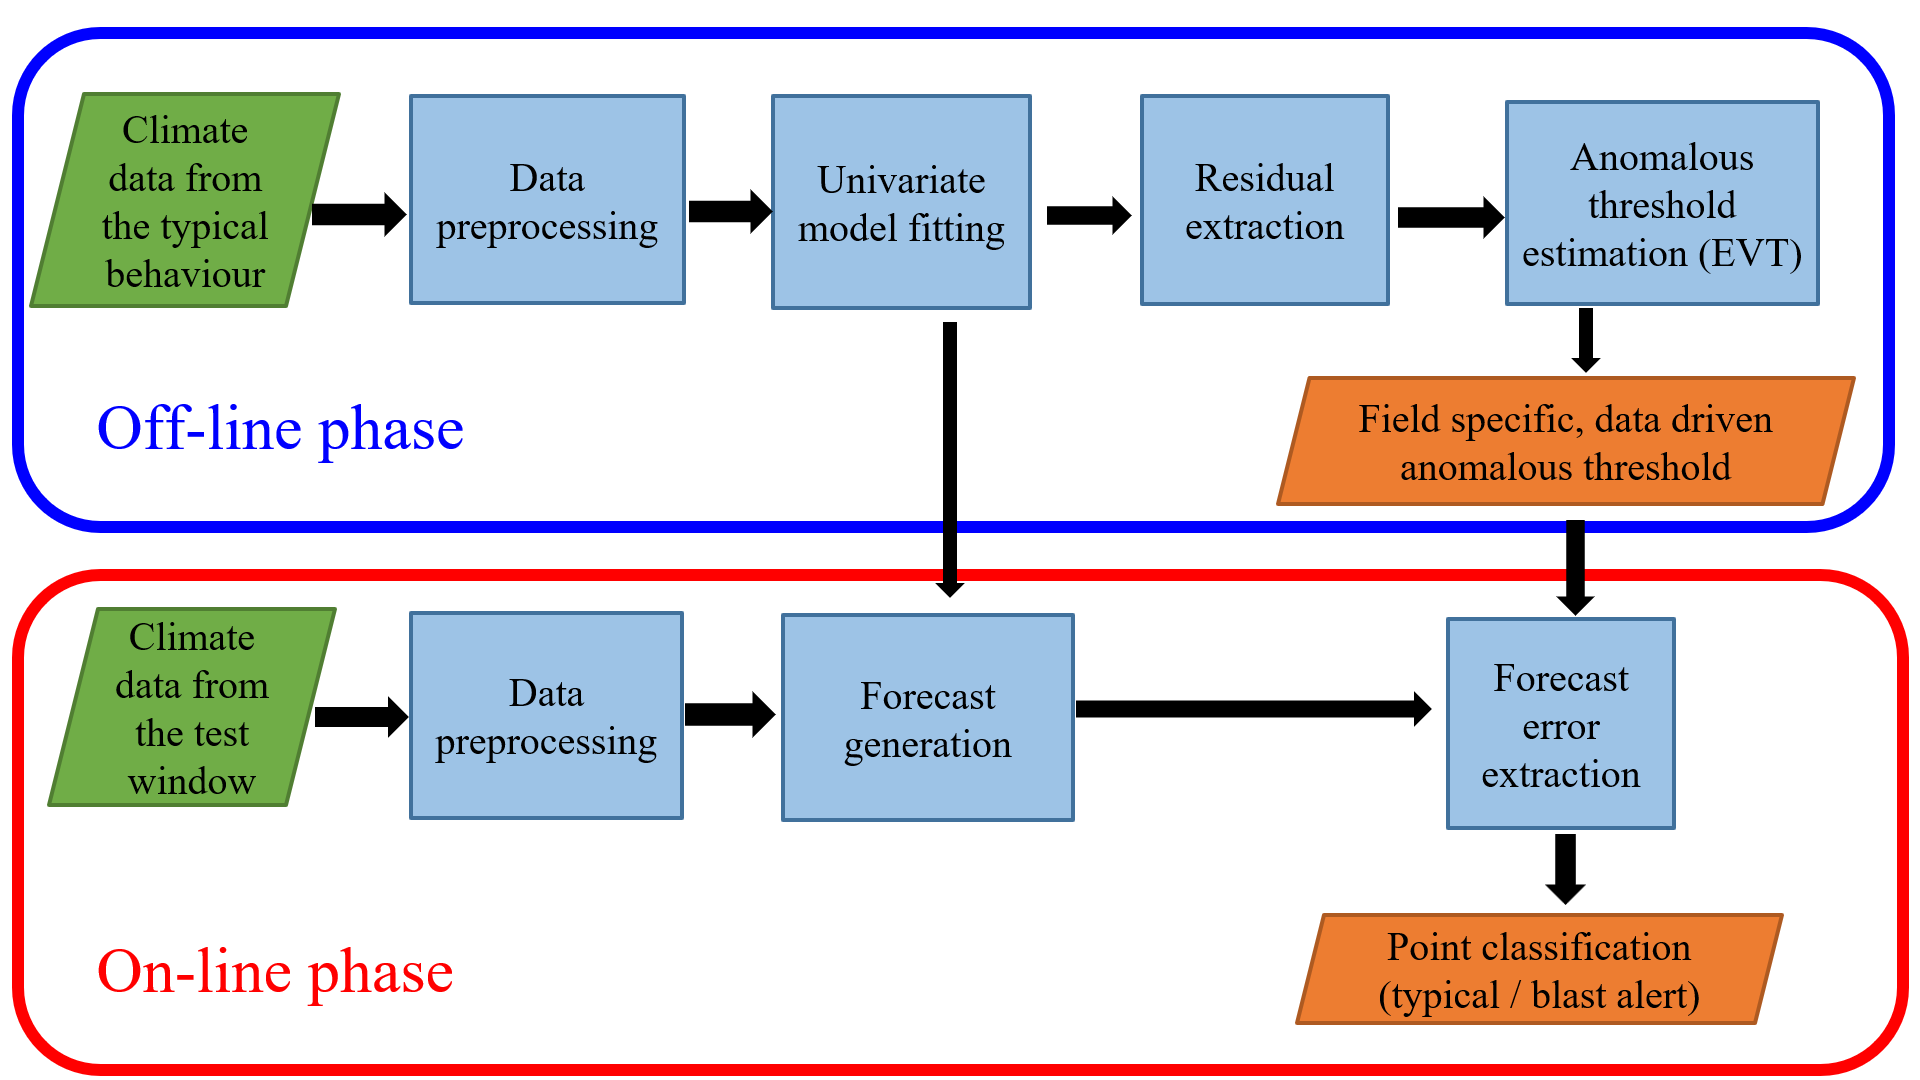 Climate
data from
the typical
behaviour
Data
preprocessing
Univariate
model fitting
Residual
extraction
Anomalous
threshold
estimation (EVT)
Field specific, data driven
anomalous threshold
Off-line phase
Climate
data from
the test
window
Data
preprocessing
Forecast
generation
Forecast
error
extraction
Point classification
(typical / blast alert)
On-line phase